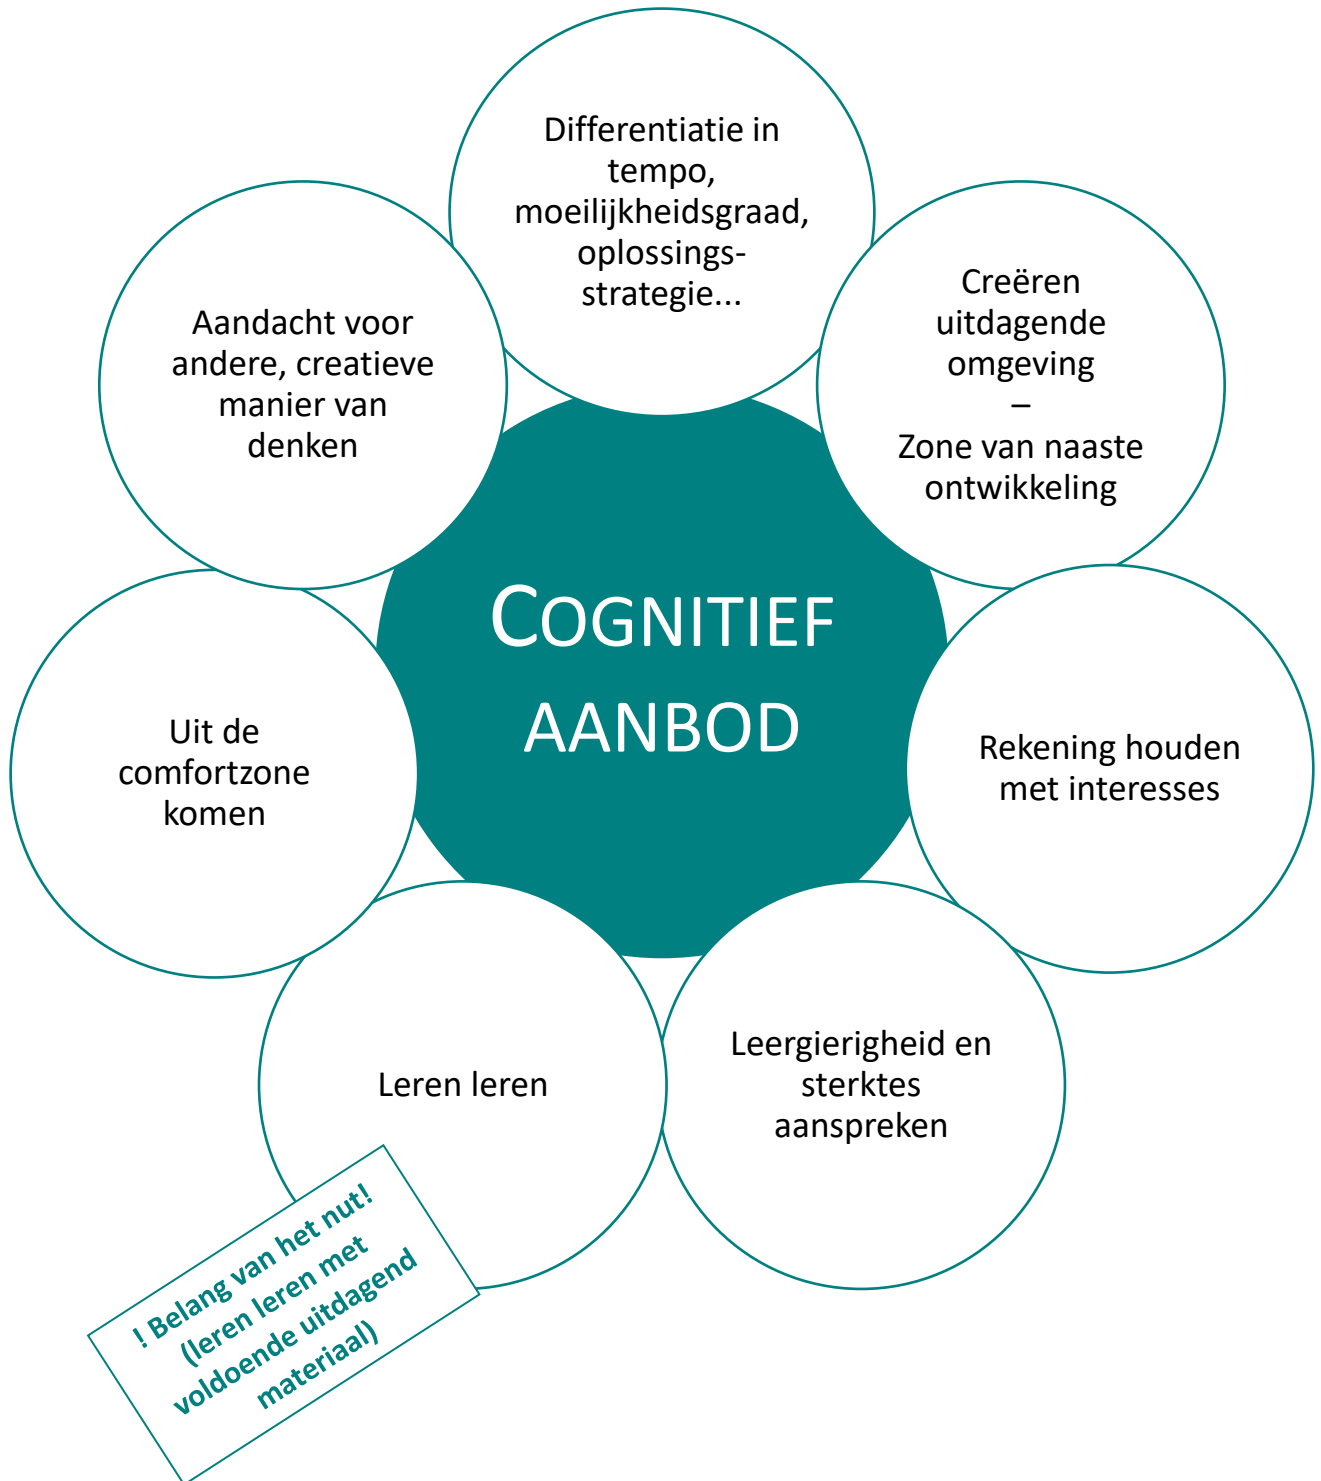 Differentiatie in
tempo,
moeilijkheidsgraad,
oplossings-
strategie...
Creëren
uitdagende
omgeving
–
Zone van naaste
ontwikkeling
Aandacht voor
andere, creatieve
manier van
denken
COGNITIEF
AANBOD
Uit de
comfortzone
komen
Rekening houden
met interesses
Leergierigheid en
sterktes
aanspreken
Leren leren
! Belang van het nut!
(leren leren met
voldoende uitdagend
materiaal)